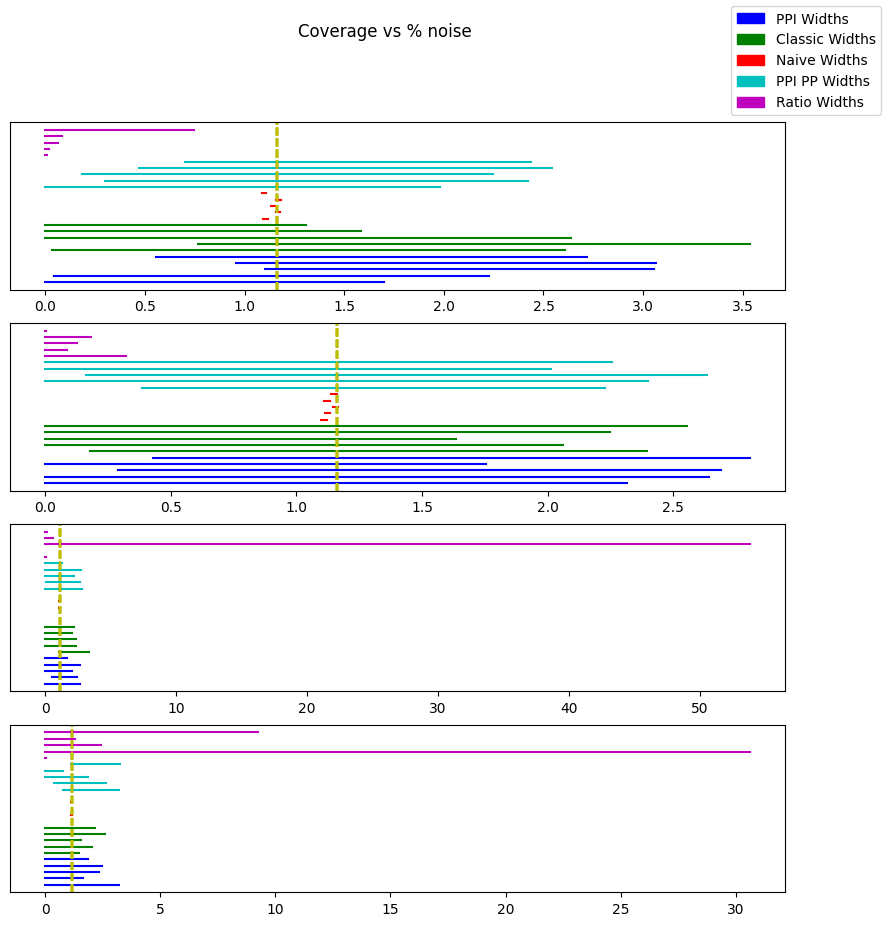 Coverage vs % noise
PPI Widths
Classic Widths
Naive Widths
PPI PP Widths
Ratio Widths
0.0 0.5 1.0 1.5 2.0 2.5 3.0 3.5
0.0 0.5 1.0 1.5 2.0 2.5
0 10 20 30 40 50
0 5 10 15 20 25 30